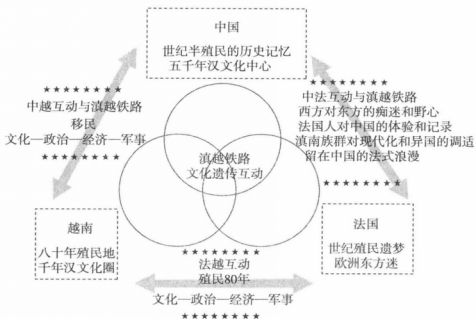 中国
世纪半殖民的历史记忆
五千年汉文化中心
★★★★★★★★
中越互动与滇越铁路
移民
文化—政治—经济—军事
★★★★★★★★
★★★★★★★★
中法互动与滇越铁路
西方对东方的痴迷和野心
法国人对中国的体验和记录
滇南族群对现代化和异国的调适
留在中国的法式浪漫
★★★★★★★★
滇越铁路
文化遗传互动
越南
八十年殖民地
千年汉文化圈
法国
世纪殖民遗梦
欧洲东方迷
★★★★★★★★
法越互动
殖民80年
文化—政治—经济—军事
★★★★★★★★